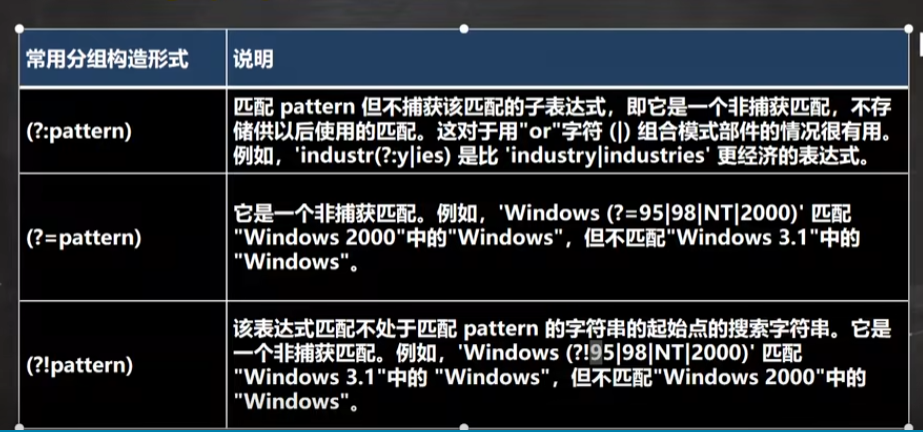 常用分组构造形式
说明
(?:pattern)
匹配 pattern 但不捕获该匹配的子表达式，即它是一个非捕获匹配，不存
储供以后使用的匹配。这对于用"or"字符 (|) 组合模式部件的情况很有用。
例如，'industr(?:y|ies) 是比 'industry|industries' 更经济的表达式。
(?=pattern)
它是一个非捕获匹配。例如，'Windows (?=95|98|NT|2000)' 匹配
"Windows 2000"中的"Windows"，但不匹配"Windows 3.1"中的
"Windows"。
(?!pattern)
该表达式匹配不处于匹配 pattern 的字符串的起始点的搜索字符串。它是
一个非捕获匹配。例如，'Windows (?!95|98|NT|2000)' 匹配
"Windows 3.1"中的 "Windows"，但不匹配"Windows 2000"中的
"Windows"。